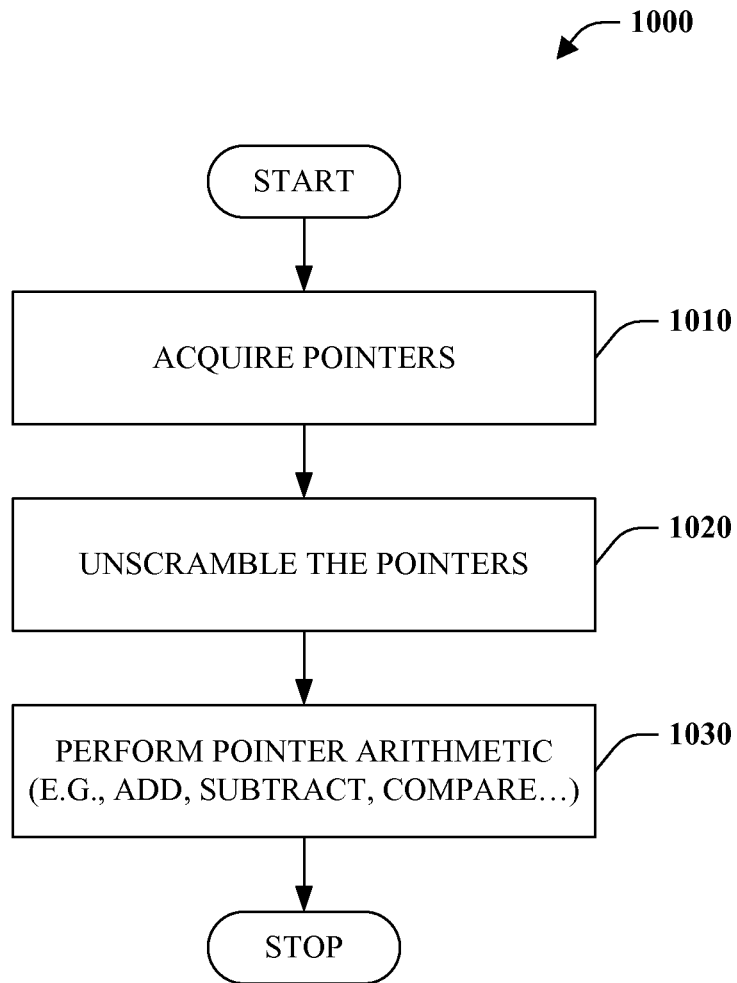 1000
START
ACQUIRE POINTERS
1010
UNSCRAMBLE THE POINTERS
1020
PERFORM POINTER ARITHMETIC
(E.G., ADD, SUBTRACT, COMPARE…)
1030
STOP